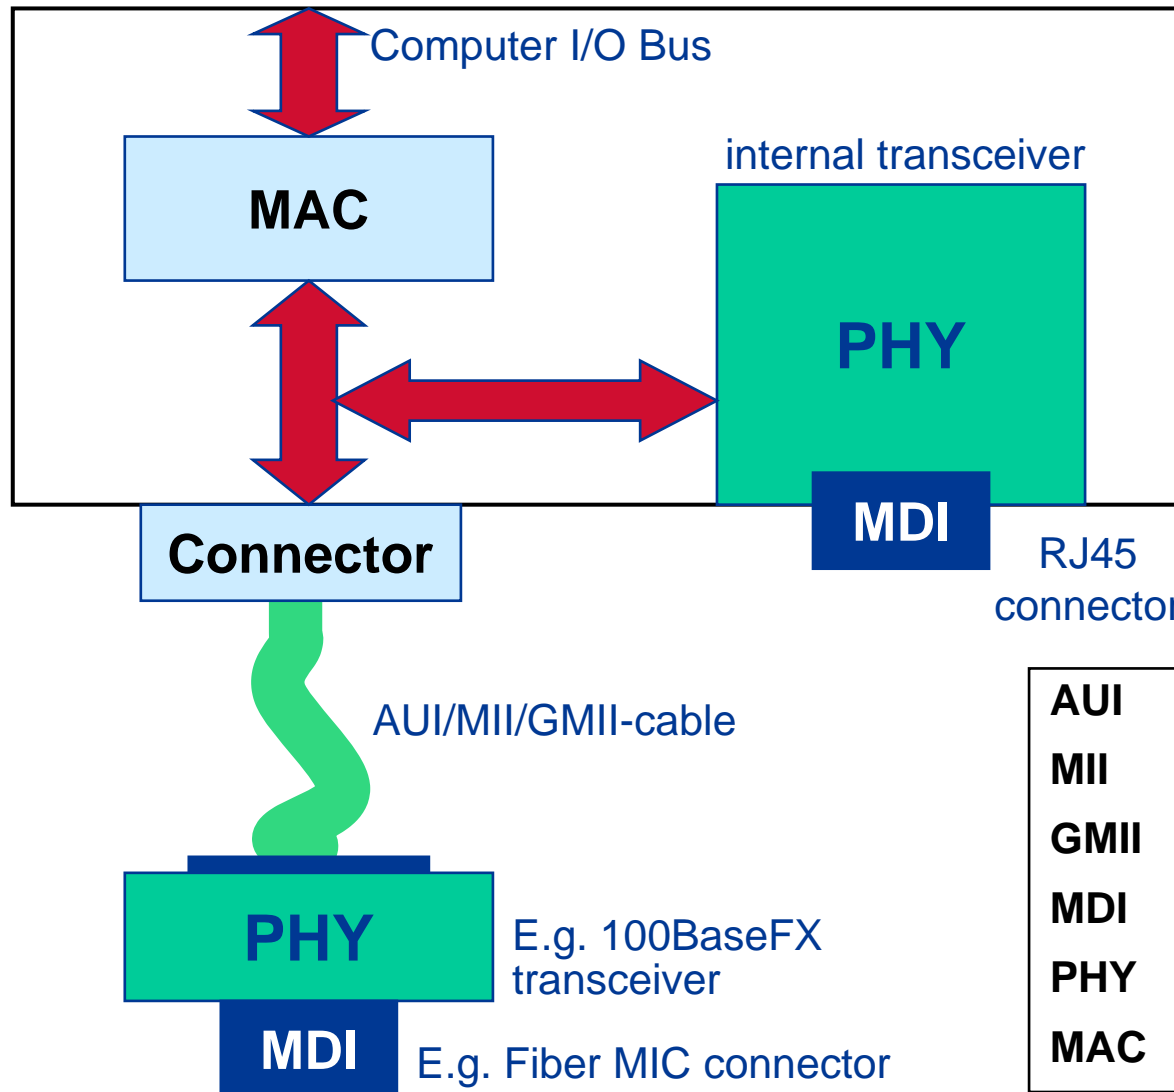 Computer I/O Bus
internal transceiver
MAC
PHY
MDI
Connector
RJ45
connector
AUI/MII/GMII-cable
AUI
MII
GMII
MDI
PHY
MAC
PHY
E.g. 100BaseFX
transceiver
MDI
E.g. Fiber MIC connector